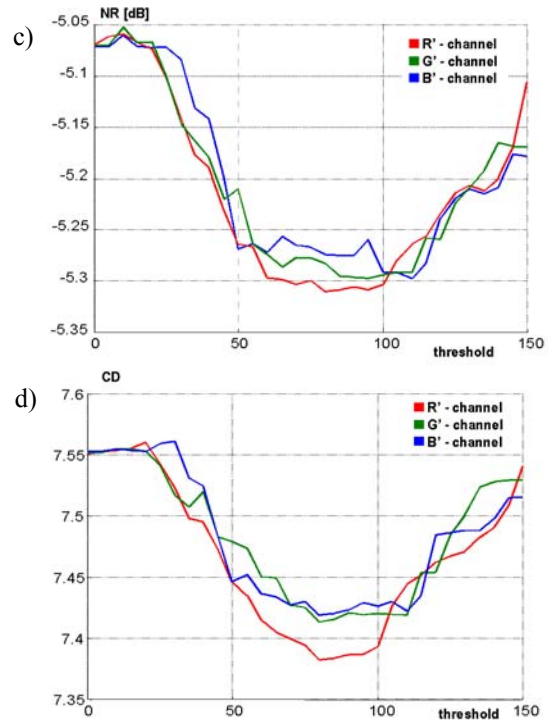 c)
NR [dB]
-5.05
-5.1
-5.15
-5.2
-5.25
-5.3
-5.35
R' - channel
G' - channel
B' - channel
0 50 100 150
threshold
d)
CD
7.6
7.55
7.5
7.45
7.4
7.35
R' - channel
G' - channel
B' - channel
0 50 100 150
threshold